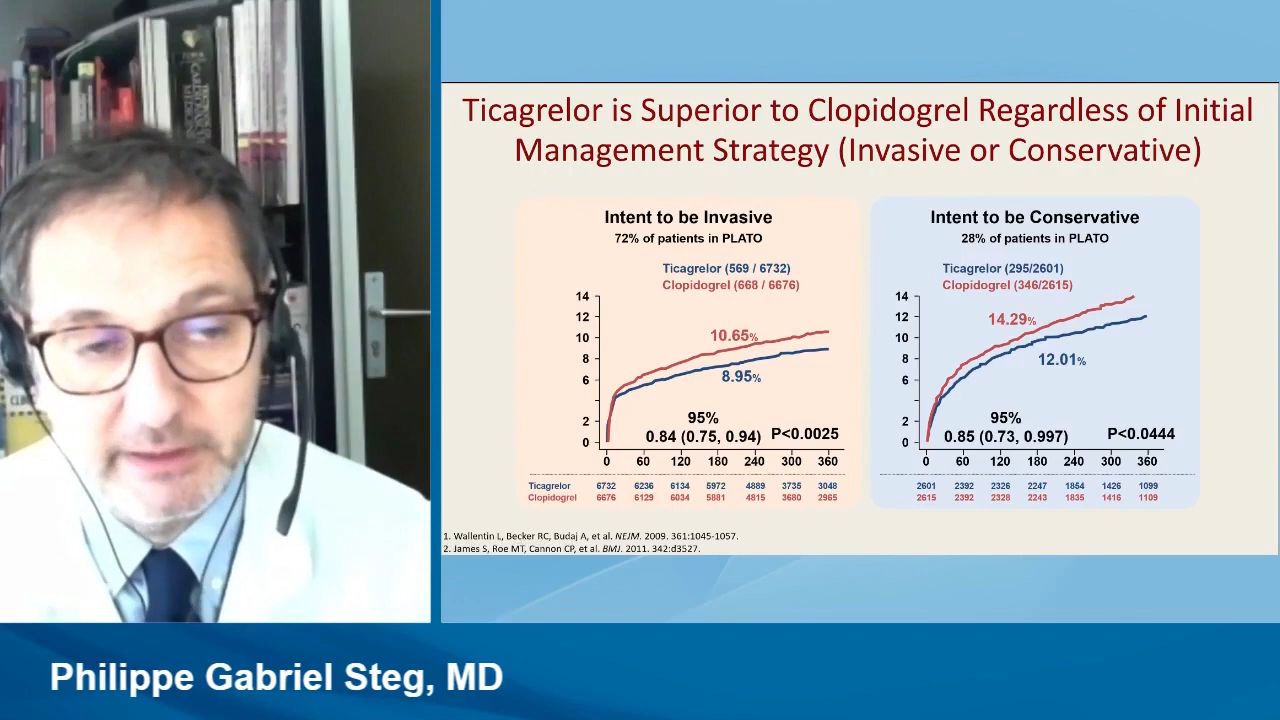 Ticagrelor is Superior to Clopidogrel Regardless of Initial
Management Strategy (Invasive or Conservative)
Intent to be Invasive
72% of patients in PLATO
Ticagrelor (569 / 6732)
Clopidogrel (668 / 6676)
14
12
10
8
6
2
0
10.65%
8.95%
95%
0.84 (0.75, 0.94) P<0.0025
0 60 120 180 240 300 360
Ticagrelor 6732 6236 6134 5972 4889 3735 3048
Clopidogrel 6676 6129 6034 5881 4815 3680 2965
Intent to be Conservative
28% of patients in PLATO
Ticagrelor (295/2601)
Clopidogrel (346/2615)
14
12
10
8
6
2
0
14.29%
12.01%
95%
0.85 (0.73, 0.997) P<0.0444
0 60 120 180 240 300 360
2601 2392 2326 2247 1854 1426 1099
2615 2392 2328 2243 1835 1416 1109
1. Wallentin L, Becker RC, Budaj A, et al. NEJM. 2009. 361:1045-1057.
2. James S, Roe MT, Cannon CP, et al. BMJ. 2011. 342:d3527.
Philippe Gabriel Steg, MD